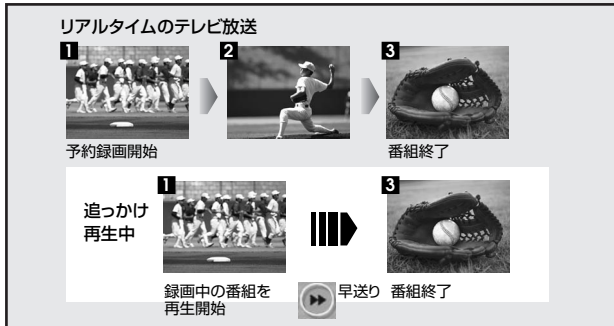 リアルタイムのテレビ放送
1
2
3
予約録画開始
番組終了
追っかけ
再生中
1
3
録画中の番組を
再生開始
早送り
番組終了